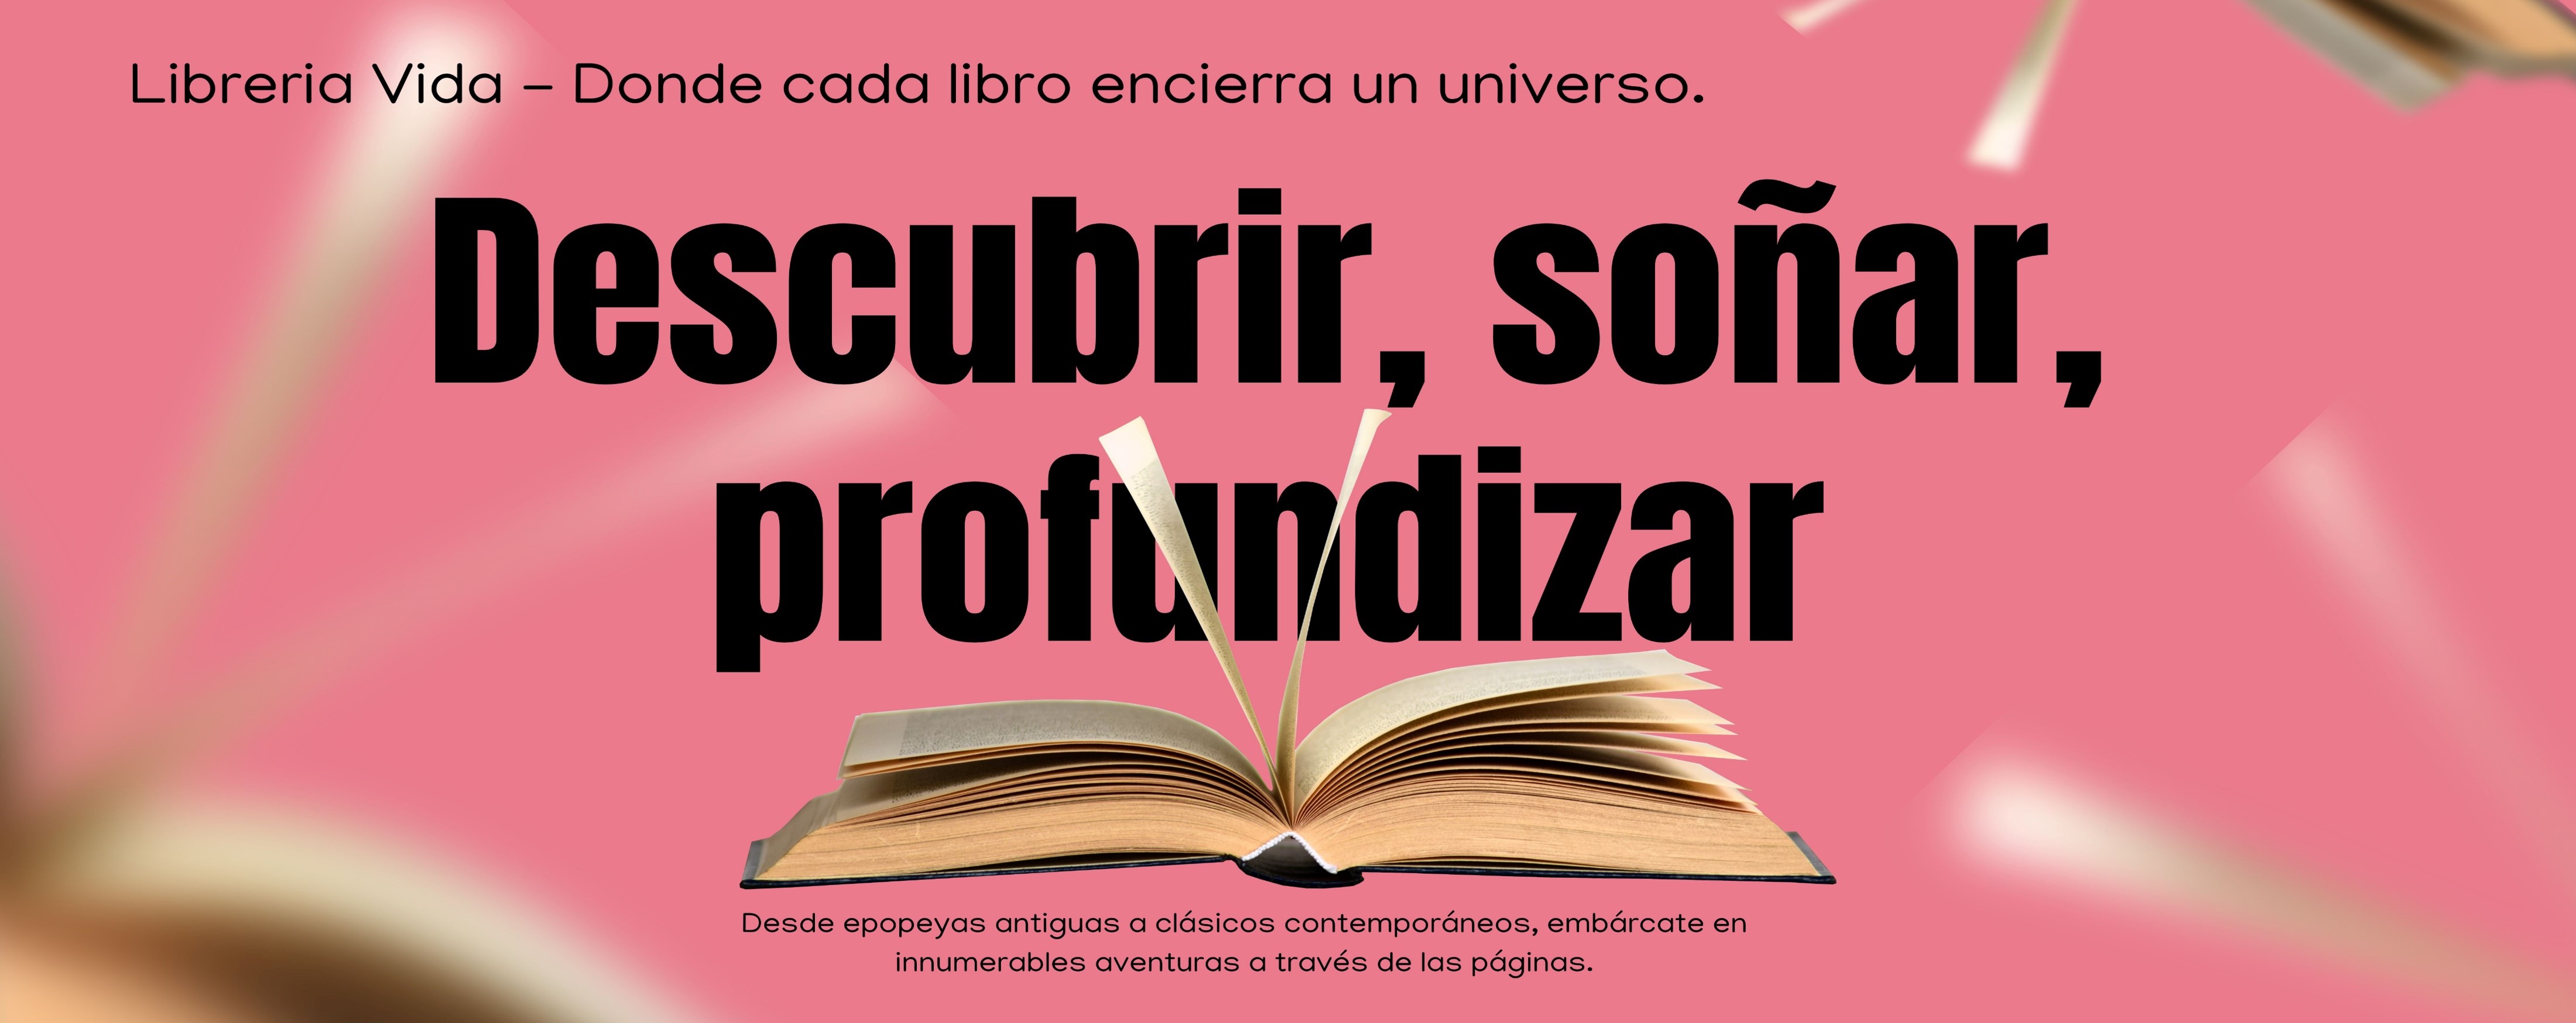 Libreria Vida – Donde cada libro encierra un universo.
Descubrir, soñar,
profundizar
Desde epopeyas antiguas a clásicos contemporáneos, embárcate en
innumerables aventuras a través de las páginas.